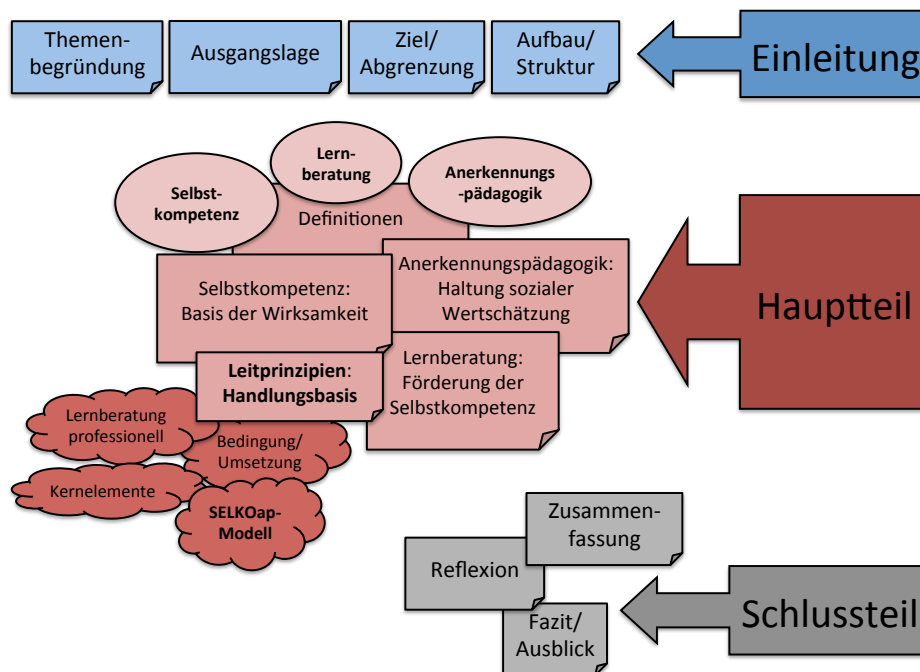 Themen-
begründung
Ausgangslage
Ziel/
Abgrenzung
Aufbau/
Struktur
Einleitung
Selbst-
kompetenz
Lern-
beratung
Anerkennungs
-pädagogik
Definitionen
Selbstkompetenz:
Basis der Wirksamkeit
Anerkennungspädagogik:
Haltung sozialer
Wertschätzung
Hauptteil
Leitprinzipien:
Handlungsbasis
Lernberatung:
Förderung der
Selbstkompetenz
Lernberatung
professionell
Bedingung/
Umsetzung
Kernelemente
SELKOap-
Modell
Zusammen-
fassung
Reflexion
Fazit/
Ausblick
Schlussteil